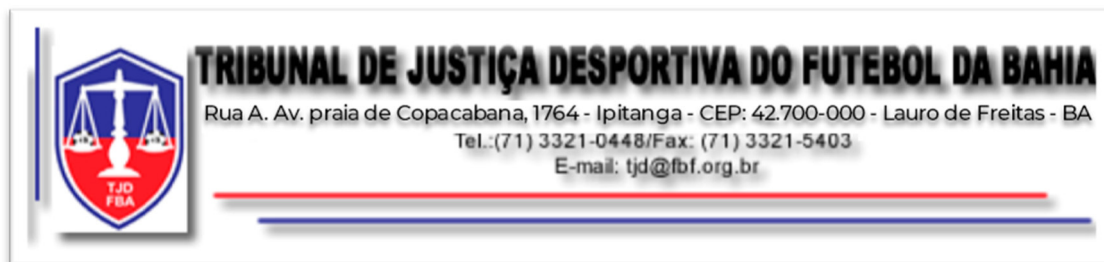 TRIBUNAL DE JUSTIÇA DESPORTIVA DO FUTEBOL DA BAHIA
Rua A. Av. praia de Copacabana, 1764 - Ipitanga - CEP: 42.700-000 - Lauro de Freitas - BA
Tel.:(71) 3321-0448/Fax: (71) 3321-5403
E-mail: tjd@fbf.org.br
TJD
FBA